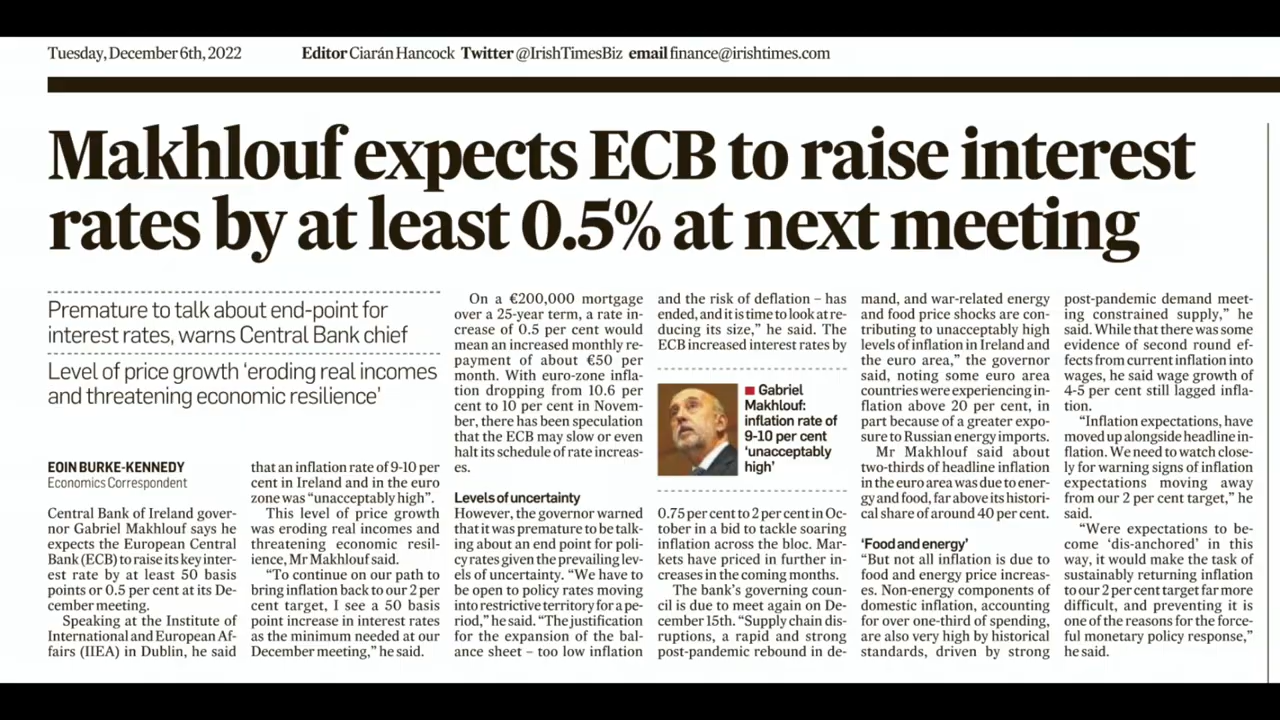 Tuesday, December 6th, 2022
Editor Ciarán Hancock Twitter @IrishTimesBiz email finance@irishtimes.com
Makhlouf expects ECB to raise interest
rates by at least 0.5% at next meeting
Premature to talk about end-point for
interest rates, warns Central Bank chief
Level of price growth ‘eroding real incomes
and threatening economic resilience’
EOIN BURKE-KENNEDY
Economics Correspondent
Central Bank of Ireland gover-
nor Gabriel Makhlouf says he
expects the European Central
Bank (ECB) to raise its key inter-
est rate by at least 50 basis
points or 0.5 per cent at its De-
cember meeting.
Speaking at the Institute of
International and European Af-
fairs (IIEA) in Dublin, he said
that an inflation rate of 9-10 per
cent in Ireland and in the euro
zone was “unacceptably high”.
This level of price growth
was eroding real incomes and
threatening economic resil-
ience, Mr Makhlouf said.
“To continue on our path to
bring inflation back to our 2 per
cent target, I see a 50 basis
point increase in interest rates
as the minimum needed at our
December meeting,” he said.
On a €200,000 mortgage
over a 25-year term, a rate in-
crease of 0.5 per cent would
mean an increased monthly re-
payment of about €50 per
month. With euro-zone infla-
tion dropping from 10.6 per
cent to 10 per cent in Novem-
ber, there has been speculation
that the ECB may slow or even
halt its schedule of rate increas-
es.
Levels of uncertainty
However, the governor warned
that it was premature to be talk-
ing about an end point for poli-
cy rates given the prevailing lev-
els of uncertainty. “We have to
be open to policy rates moving
into restrictive territory for a pe-
riod,” he said. “The justification
for the expansion of the bal-
ance sheet – too low inflation
and the risk of deflation – has
ended, and it is time to look at re-
ducing its size,” he said. The
ECB increased interest rates by
■ Gabriel
Makhlouf:
inflation rate of
9-10 per cent
‘unacceptably
high’
0.75 per cent to 2 per cent in Oc-
tober in a bid to tackle soaring
inflation across the bloc. Mar-
kets have priced in further in-
creases in the coming months.
The bank’s governing coun-
cil is due to meet again on De-
cember 15th. “Supply chain dis-
ruptions, a rapid and strong
post-pandemic rebound in de-
mand, and war-related energy
and food price shocks are con-
tributing to unacceptably high
levels of inflation in Ireland and
the euro area,” the governor
said, noting some euro area
countries were experiencing in-
flation above 20 per cent, in
part because of a greater expo-
sure to Russian energy imports.
Mr Makhlouf said about
two-thirds of headline inflation
in the euro area was due to ener-
gy and food, far above its histori-
cal share of around 40 per cent.
‘Food and energy’
“But not all inflation is due to
food and energy price increas-
es. Non-energy components of
domestic inflation, accounting
for over one-third of spending,
are also very high by historical
standards, driven by strong
post-pandemic demand meet-
ing constrained supply,” he
said. While that there was some
evidence of second round ef-
fects from current inflation into
wages, he said wage growth of
4-5 per cent still lagged infla-
tion.
“Inflation expectations, have
moved up alongside headline in-
flation. We need to watch close-
ly for warning signs of inflation
expectations moving away
from our 2 per cent target,” he
said.
“Were expectations to be-
come ‘dis-anchored’ in this
way, it would make the task of
sustainably returning inflation
to our 2 per cent target far more
difficult, and preventing it is
one of the reasons for the force-
ful monetary policy response,”
he said.